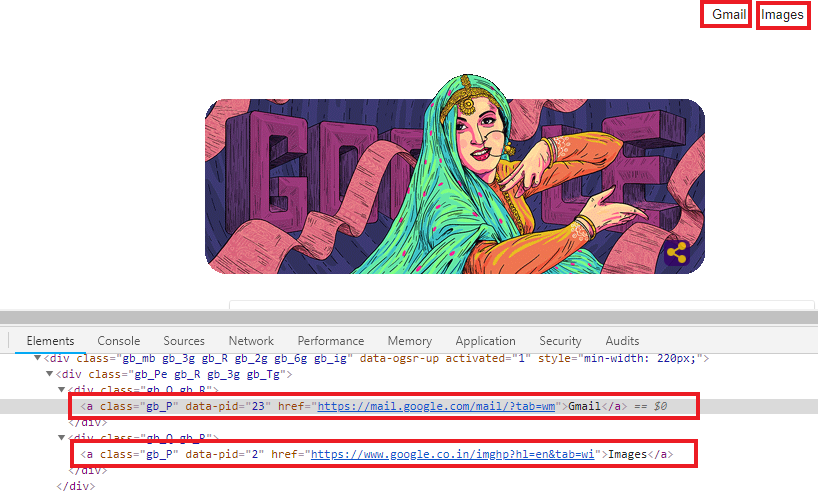 Gmail Images
GOOGLE
Elements Console Sources Network Performance Memory Application Security Audits
▼<div class="gb_mb gb_3g gb_R gb_2g gb_6g gb_ig" data-ogsr-up activated="1" style="min-width: 220px;">
▼<div class="gb_Pe gb_R gb_3g gb_Tg">
▼<div class="gb_Q gb_R">
<a class="gb_P" data-pid="23" href="https://mail.google.com/mail/?tab=wm">Gmail</a> == $0
</div>
▼<div class="gb_Q gb_R">
<a class="gb_P" data-pid="2" href="https://www.google.co.in/imghp?hl=en&tab=wi">Images</a>
</div>
</div>